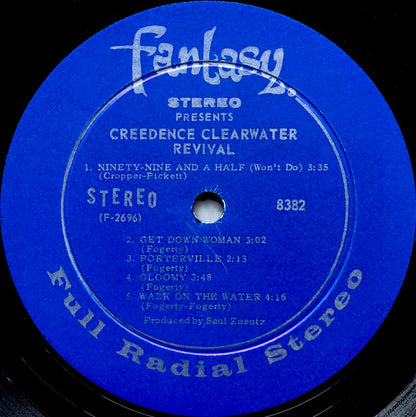 Fantasy.
STEREO
PRESENTS
CREEDENCE CLEARWATER
REVIVAL
1. NINETY-NINE AND A HALF (Won't Do) 3:35
(Cropper-Pickett)
STEREO 8382
(F-2696)
2. GET DOWN WOMAN 3:02
(Fogerty)
3. PORTERVILLE 2:13
(Fogerty)
4. GLOOMY 3:48
(Fogerty)
5. WALK ON THE WATER 4:16
(Fogerty-Fogerty)
Produced by Saul Zaentz
Full Radial Stereo